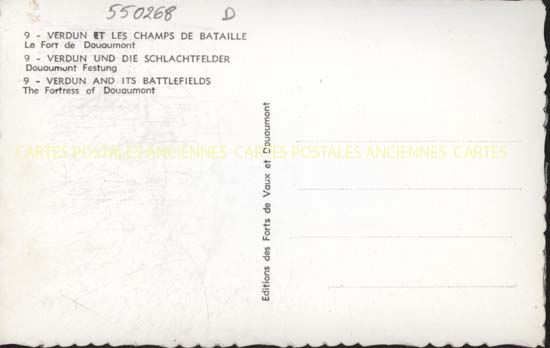 550268 D
9 - VERDUN ET LES CHAMPS DE BATAILLE
Le Fort de Douaumont
9 - VERDUN UND DIE SCHLACHTFELDER
Douaumont Festung
9 - VERDUN AND ITS BATTLEFIELDS
The Fortress of Douaumont
CARTES POSTALES ANCIENNES CARTES POSTALES ANCIENNES CARTES
Editions des Forts de Vaux et Douaumont